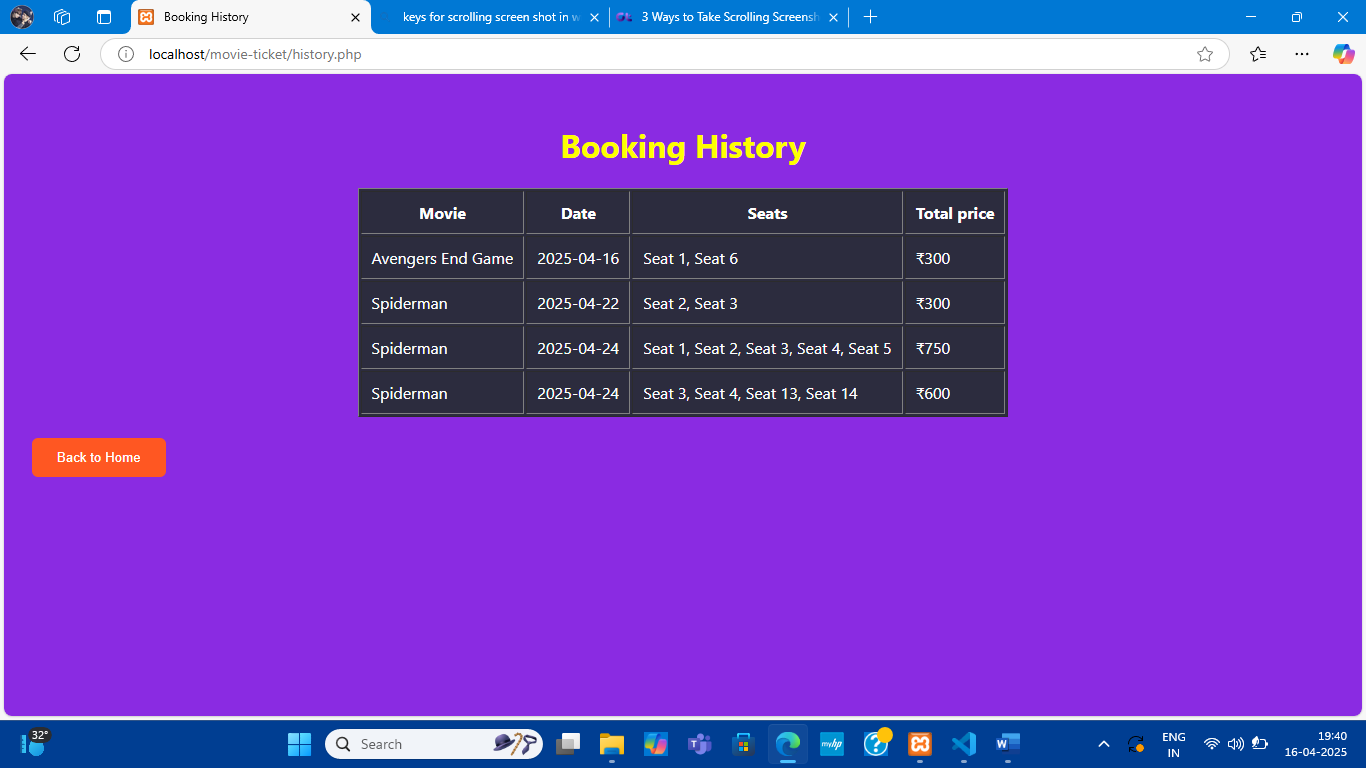 Booking History
keys for scrolling screen shot in w
3 Ways to Take Scrolling Screensh
localhost/movie-ticket/history.php
Booking History
Movie Date Seats Total price
Avengers End Game 2025-04-16 Seat 1, Seat 6 ₹300
Spiderman 2025-04-22 Seat 2, Seat 3 ₹300
Spiderman 2025-04-24 Seat 1, Seat 2, Seat 3, Seat 4, Seat 5 ₹750
Spiderman 2025-04-24 Seat 3, Seat 4, Seat 13, Seat 14 ₹600
Back to Home
32°
Search
myhp
ENG
IN
19:40
16-04-2025